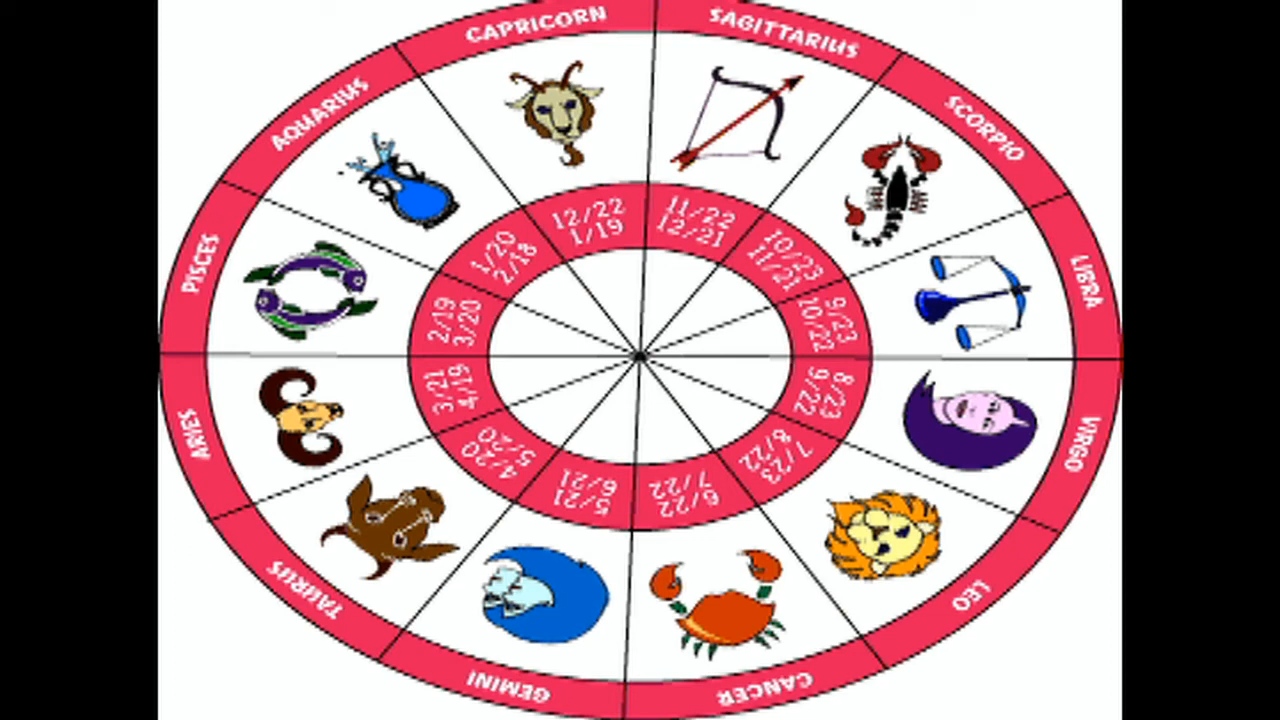 CAPRICORN
SAGITTARIUS
SCORPIO
LIBRA
VIRGO
LEO
CANCER
GEMINI
TAURUS
ARIES
PISCES
AQUARIUS
12/22
1/19
11/22
12/21
10/23
11/21
9/23
10/22
8/23
9/22
7/23
8/22
6/22
7/22
5/21
6/21
4/20
5/20
3/21
4/19
2/19
3/20
1/20
2/18